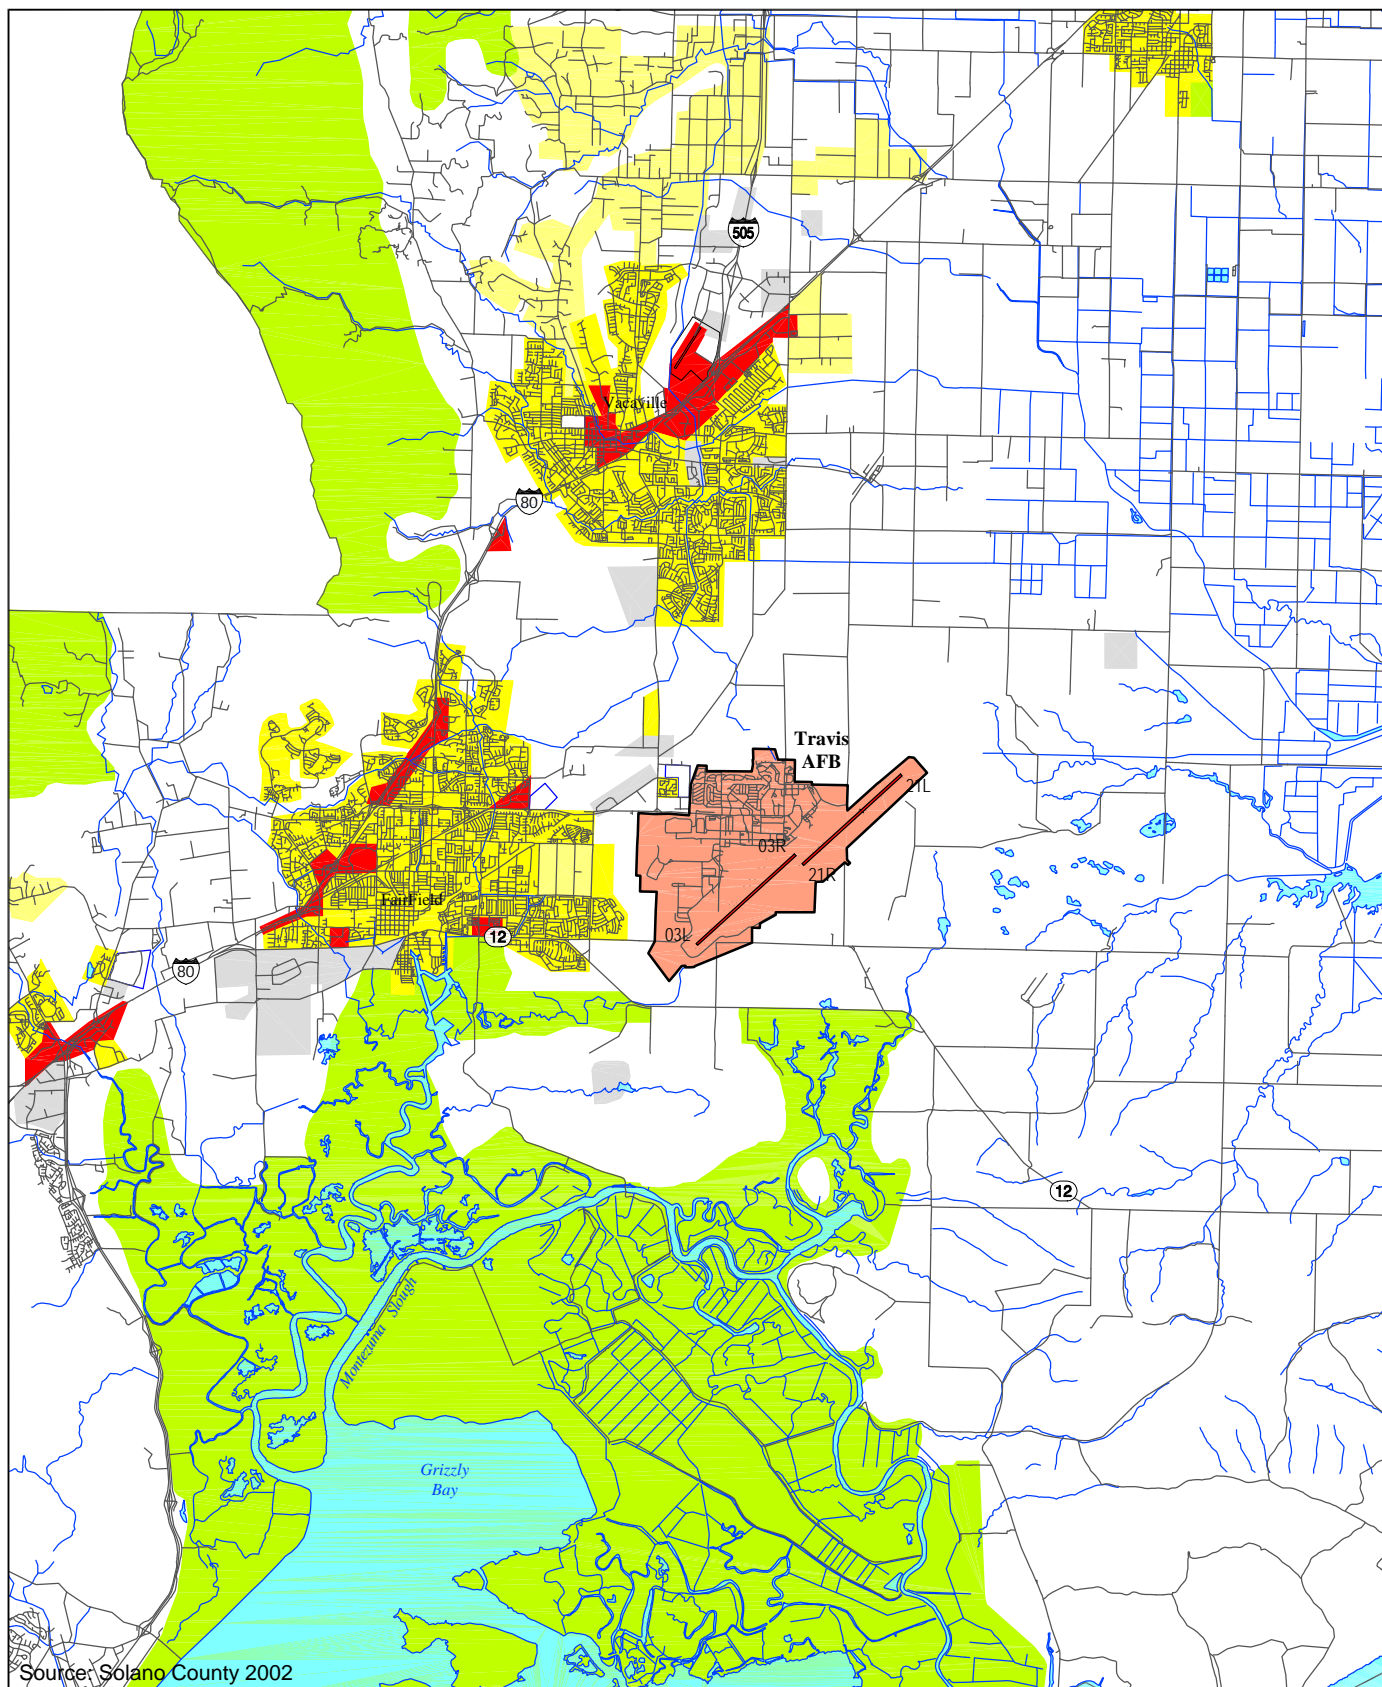 505
Vacaville
80
Travis
AFB
21L
03R
21R
FairField
03L
12
80
12
Montezuma Slough
Grizzly
Bay
Source: Solano County 2002